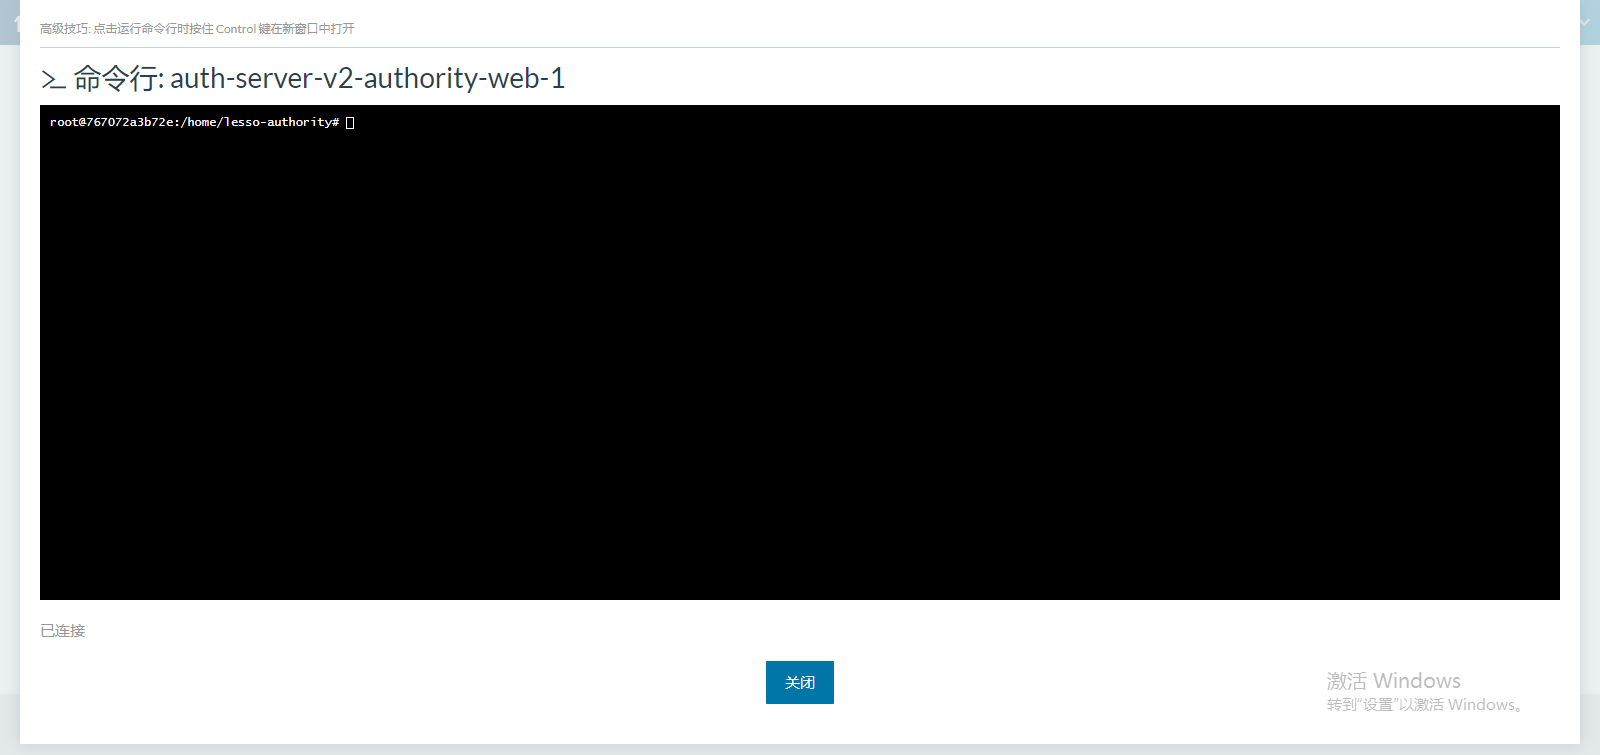 高级技巧: 点击运行命令行时按住 Control 键在新窗口中打开
>_ 命令行: auth-server-v2-authority-web-1
root@767072a3b72e:/home/lesso-authority#
已连接
关闭
激活 Windows
转到“设置”以激活 Windows。